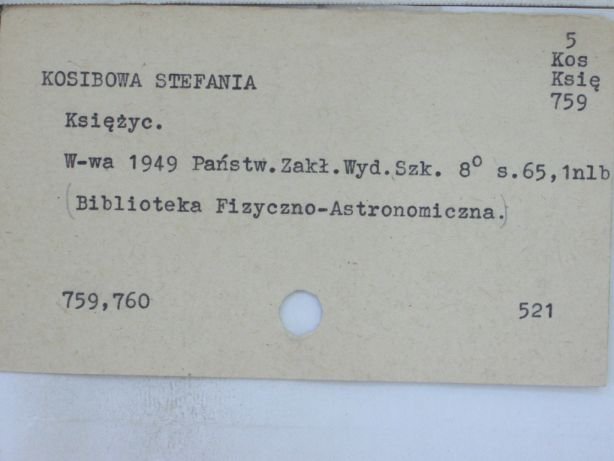 5
Kos
Księ
759
KOSIBOWA STEFANIA
Księżyc.
W-wa 1949 Państw.Zakł.Wyd.Szk. 8° s.65,1nlb
(Biblioteka Fizyczno-Astronomiczna.)
759,760
521